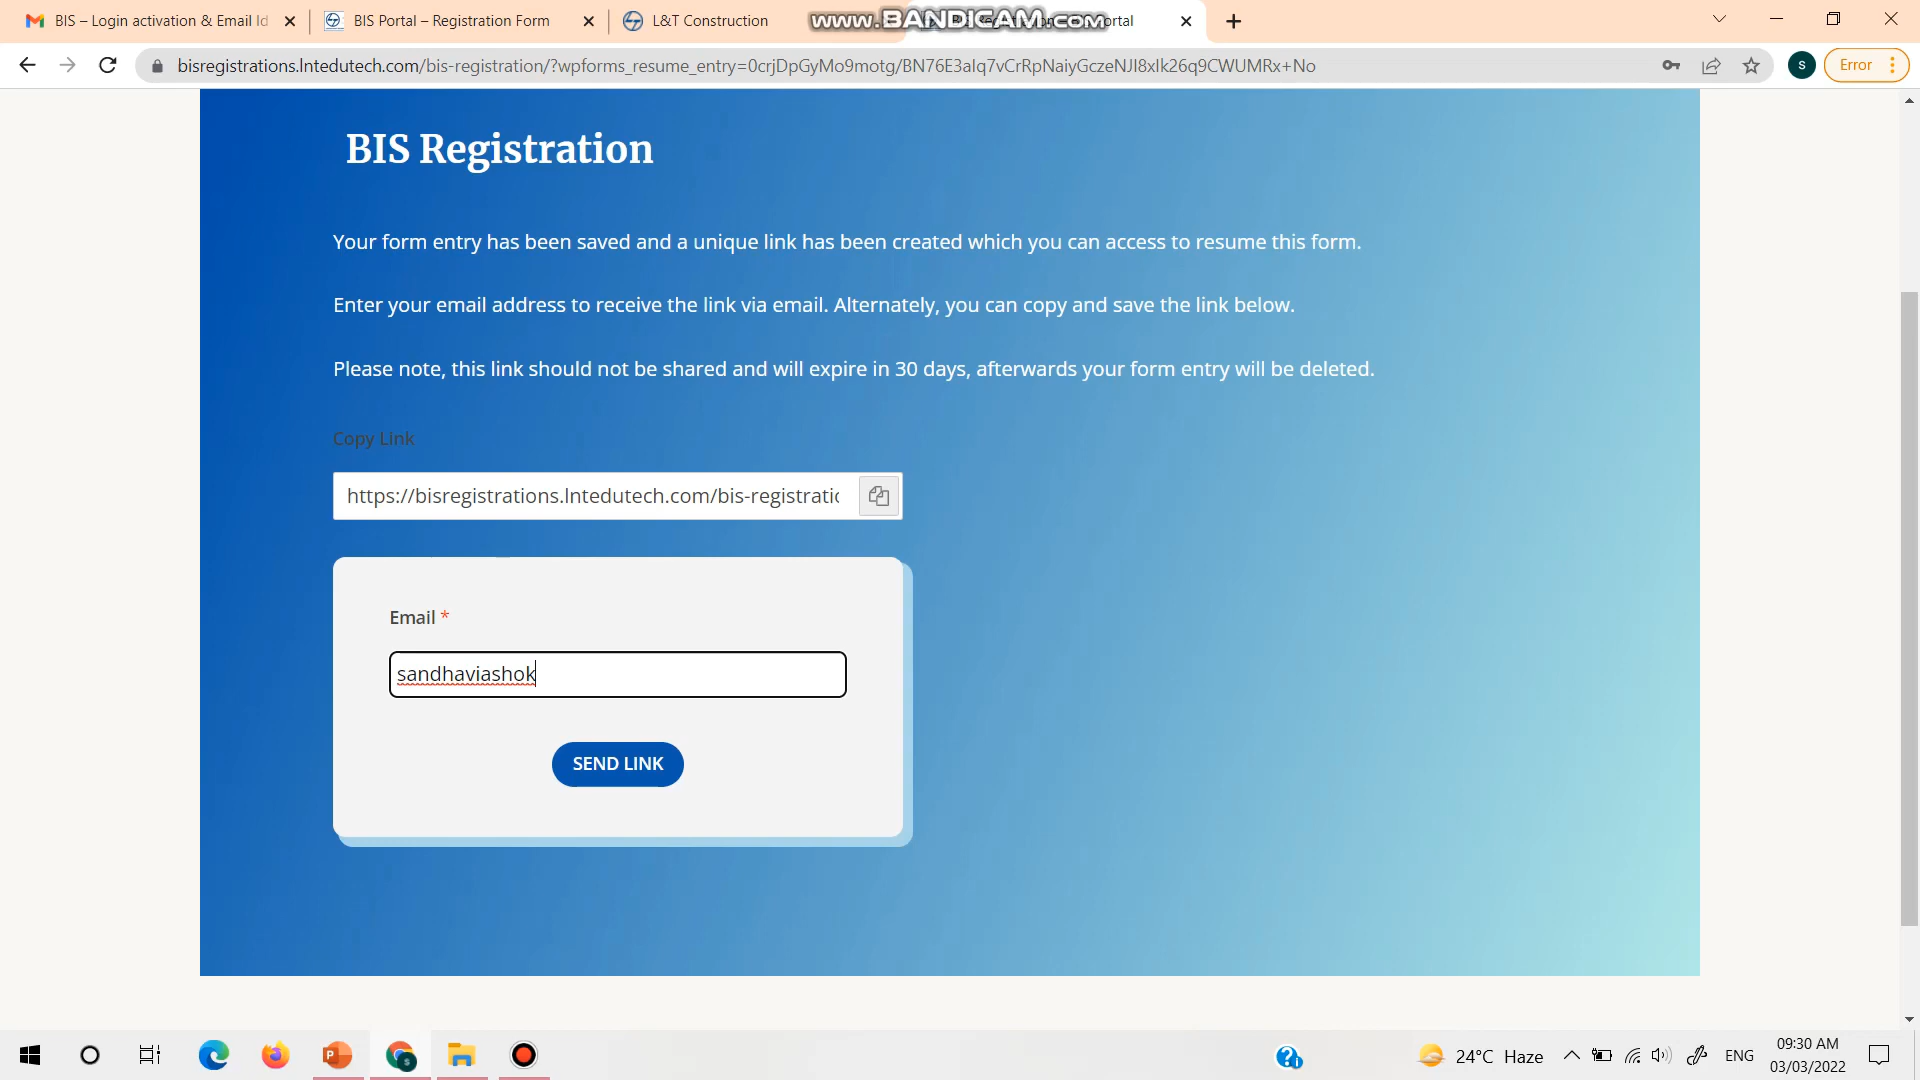 BIS – Login activation & Email Id
BIS Portal – Registration Form
L&T Construction
www.BANDICAM.com
Portal
bisregistrations.lntedutech.com/bis-registration/?wpforms_resume_entry=0crjDpGyMo9motg/BN76E3alq7vCrRpNaiyGczeNJI8xlk26q9CWUMRx+No
S
Error
BIS Registration
Your form entry has been saved and a unique link has been created which you can access to resume this form.
Enter your email address to receive the link via email. Alternately, you can copy and save the link below.
Please note, this link should not be shared and will expire in 30 days, afterwards your form entry will be deleted.
Copy Link
https://bisregistrations.lntedutech.com/bis-registratic
Email *
sandhaviashok
SEND LINK
24°C Haze
ENG
09:30 AM
03/03/2022